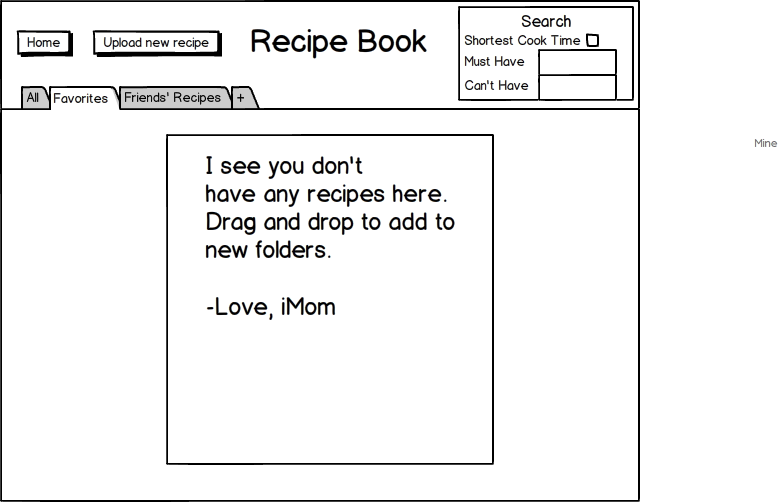 Home
Upload new recipe
Recipe Book
Search
Shortest Cook Time
Must Have
Can't Have
All
Favorites
Friends' Recipes
+
Mine
I see you don't
have any recipes here.
Drag and drop to add to
new folders.
-Love, iMom